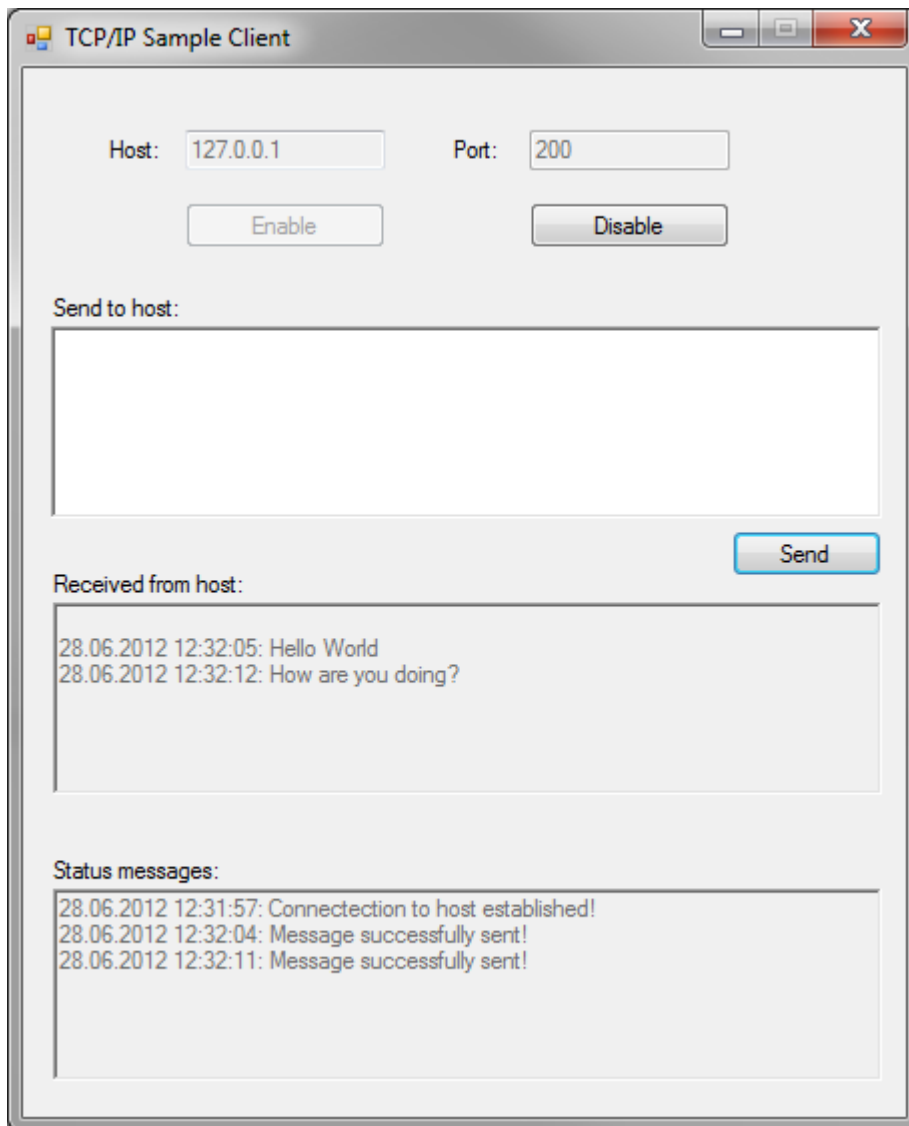 TCP/IP Sample Client
Host: 127.0.0.1 Port: 200
Enable Disable
Send to host:
Send
Received from host:
28.06.2012 12:32:05: Hello World
28.06.2012 12:32:12: How are you doing?
Status messages:
28.06.2012 12:31:57: Connectection to host established!
28.06.2012 12:32:04: Message successfully sent!
28.06.2012 12:32:11: Message successfully sent!